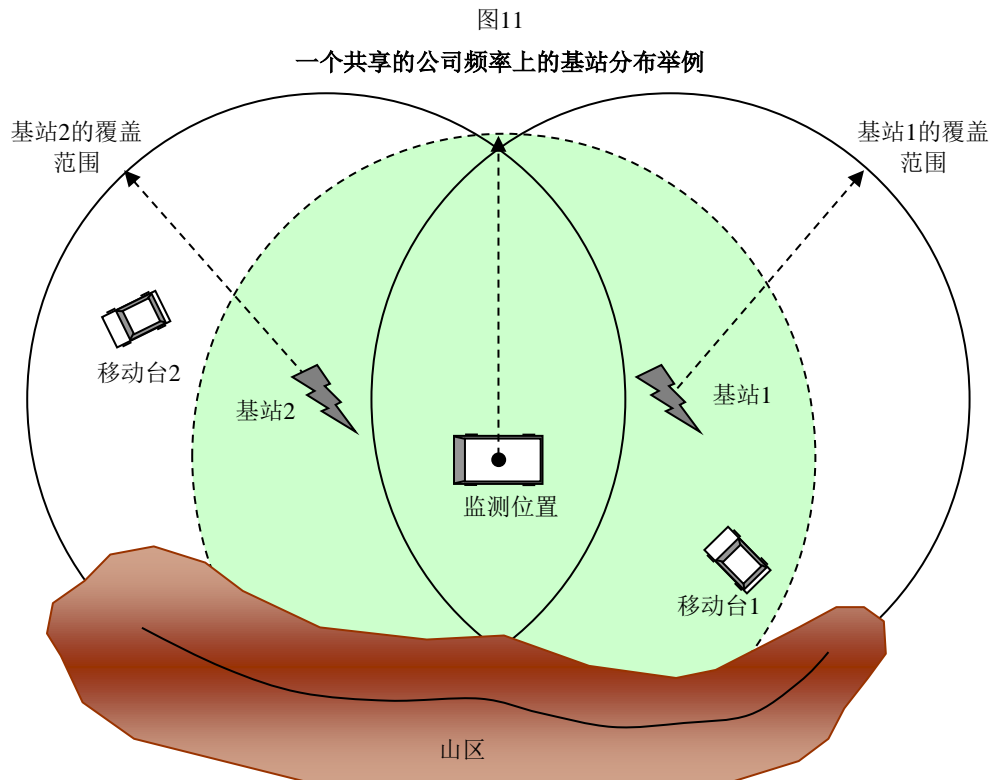 图11
一个共享的公司频率上的基站分布举例
基站2的覆盖
范围
基站1的覆盖
范围
移动台2
基站2
基站1
监测位置
移动台1
山区